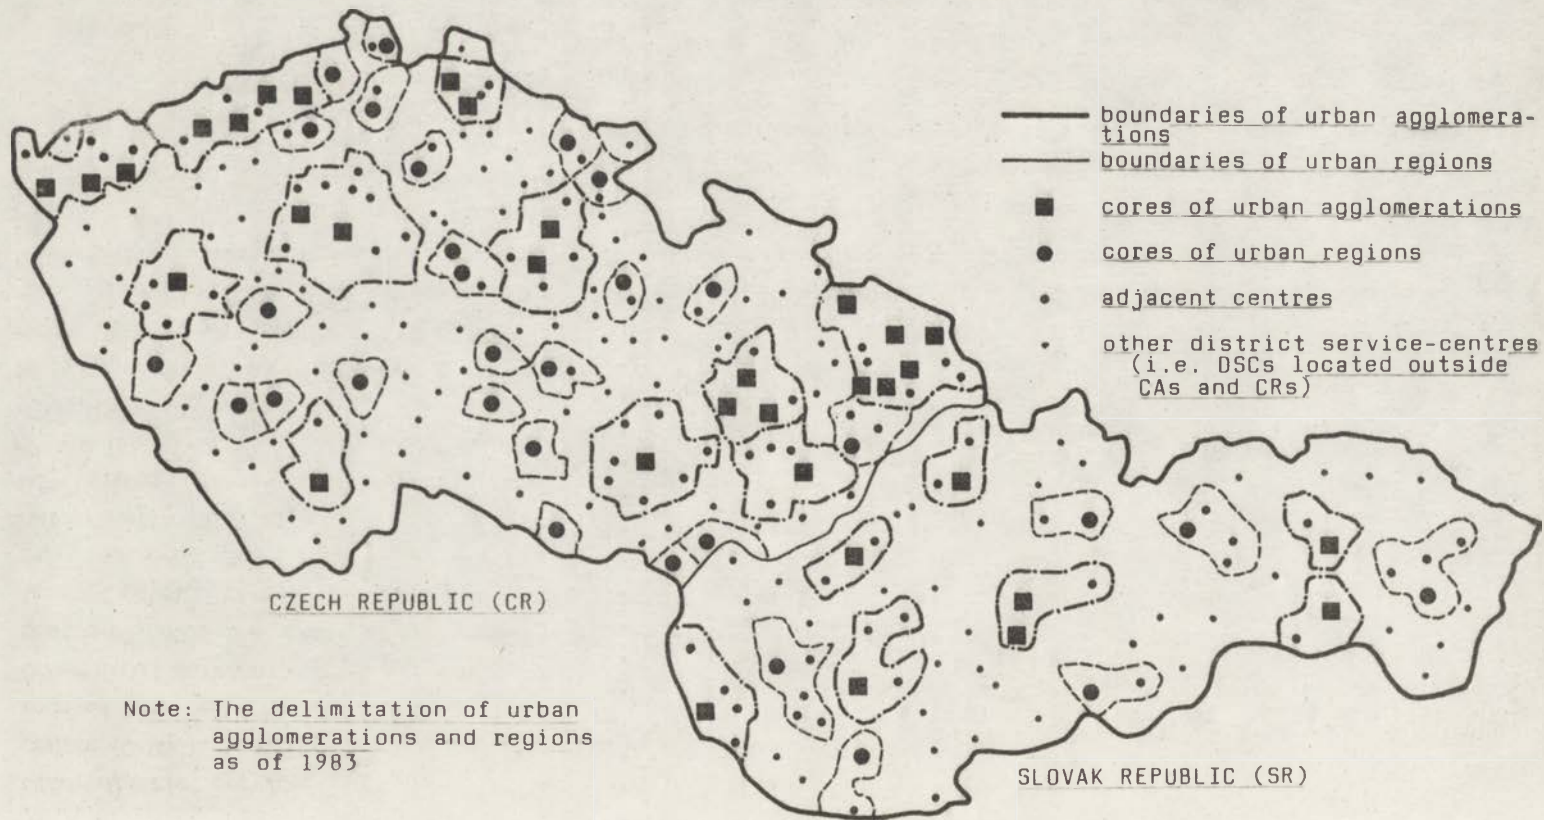 boundaries of urban agglomera-
tions
boundaries of urban regions
cores of urban agglomerations
cores of urban regions
adjacent centres
other district service-centres
(i.e. DSCs located outside
CAs and CRs)
CZECH REPUBLIC (CR)
Note: The delimitation of urban
agglomerations and regions
as of 1983
SLOVAK REPUBLIC (SR)